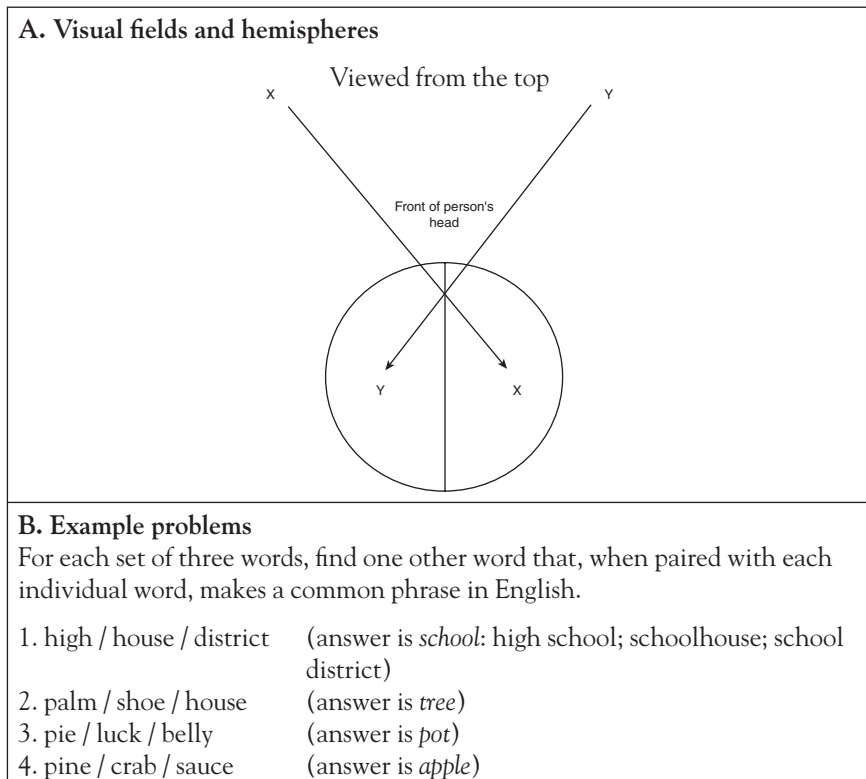 A. Visual fields and hemispheres
Viewed from the top
X
Y
Front of person's
head
Y
X
B. Example problems
For each set of three words, find one other word that, when paired with each
individual word, makes a common phrase in English.
1. high / house / district (answer is school: high school; schoolhouse; school
district)
2. palm / shoe / house (answer is tree)
3. pie / luck / belly (answer is pot)
4. pine / crab / sauce (answer is apple)